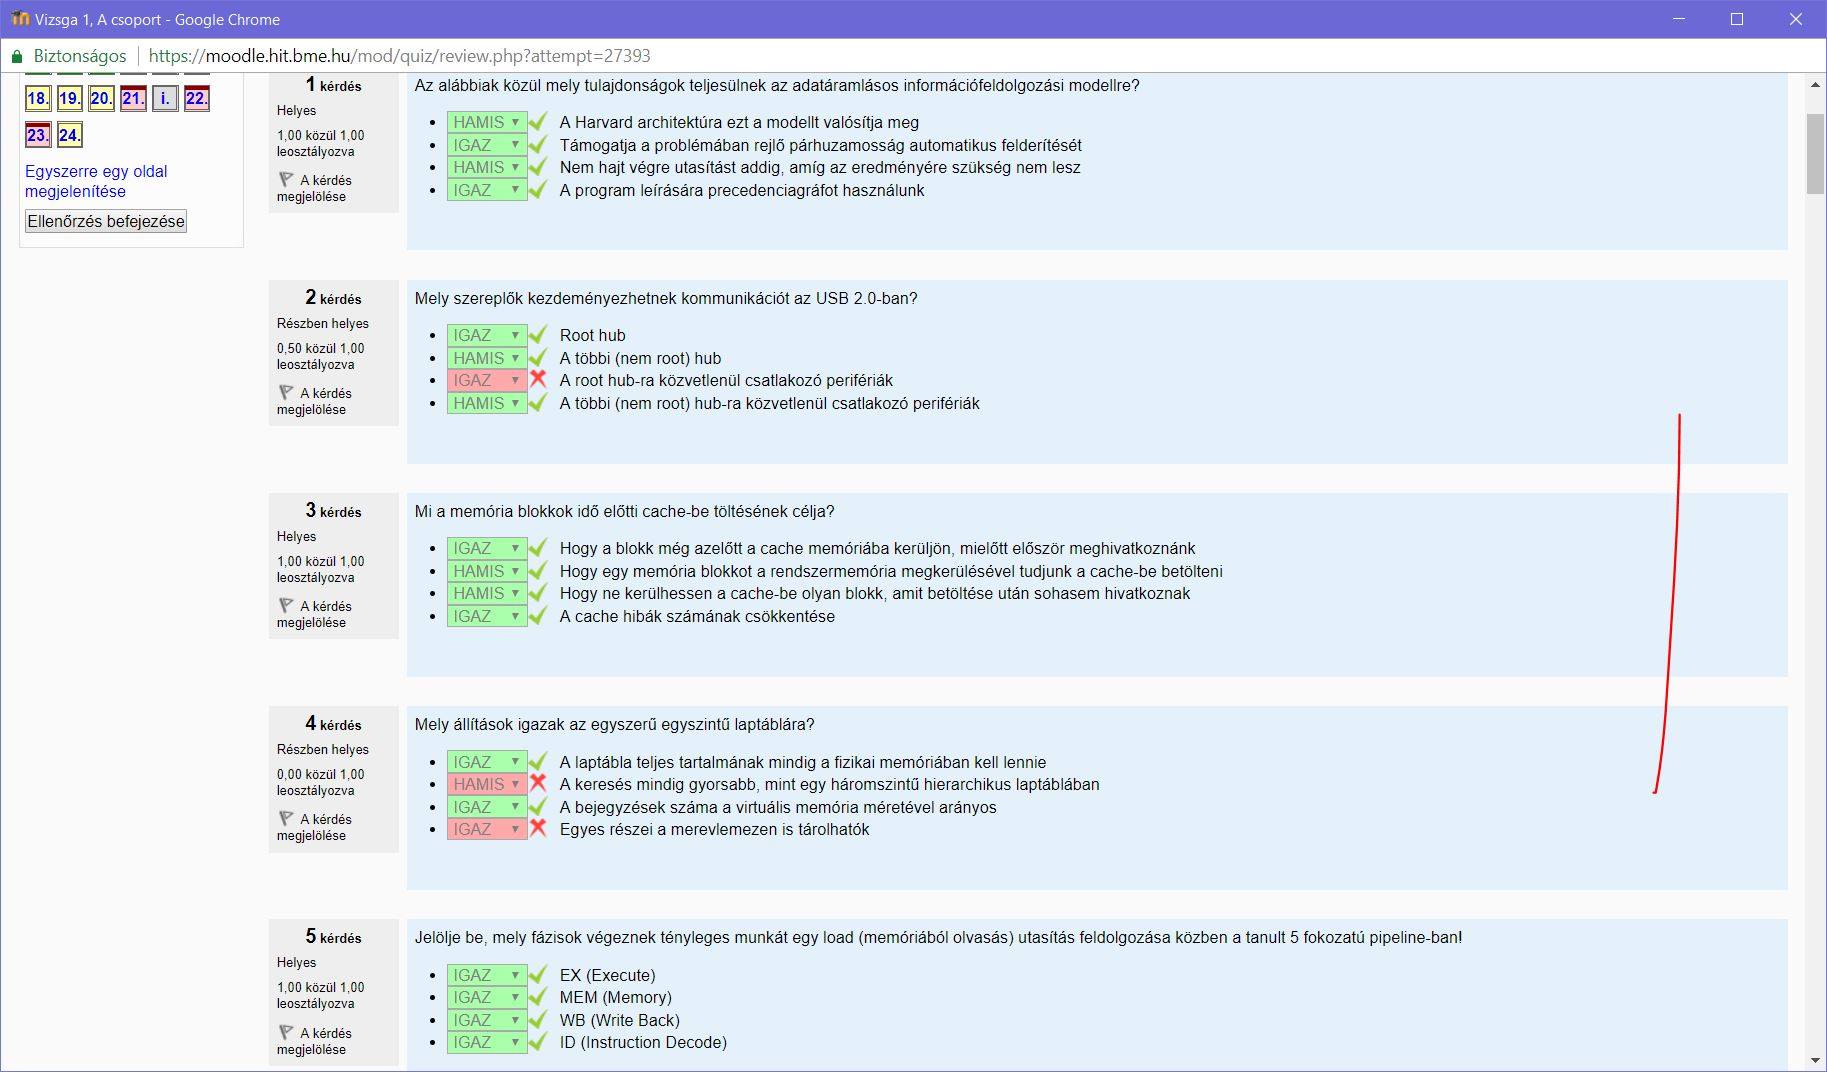 Vizsga 1, A csoport - Google Chrome
Biztonságos | https://moodle.hit.bme.hu/mod/quiz/review.php?attempt=27393
18. 19. 20. 21. i. 22.
23. 24.
Egyszerre egy oldal
megjelenítése
Ellenőrzés befejezése
1 kérdés
Helyes
1,00 közül 1,00
leosztályozva
A kérdés
megjelölése
Az alábbiak közül mely tulajdonságok teljesülnek az adatáramlásos információfeldolgozási modellre?
HAMIS A Harvard architektúra ezt a modellt valósítja meg
IGAZ Támogatja a problémában rejlő párhuzamosság automatikus felderítését
HAMIS Nem hajt végre utasítást addig, amíg az eredményére szükség nem lesz
IGAZ A program leírására precedenciagráfot használunk
2 kérdés
Részben helyes
0,50 közül 1,00
leosztályozva
A kérdés
megjelölése
Mely szereplők kezdeményezhetnek kommunikációt az USB 2.0-ban?
IGAZ Root hub
HAMIS A többi (nem root) hub
IGAZ A root hub-ra közvetlenül csatlakozó perifériák
HAMIS A többi (nem root) hub-ra közvetlenül csatlakozó perifériák
3 kérdés
Helyes
1,00 közül 1,00
leosztályozva
A kérdés
megjelölése
Mi a memória blokkok idő előtti cache-be töltésének célja?
IGAZ Hogy a blokk még azelőtt a cache memóriába kerüljön, mielőtt először meghivatkoznánk
HAMIS Hogy egy memória blokkot a rendszermemória megkerülésével tudjunk a cache-be betölteni
HAMIS Hogy ne kerülhessen a cache-be olyan blokk, amit betöltése után sohasem hivatkoznak
IGAZ A cache hibák számának csökkentése
4 kérdés
Részben helyes
0,00 közül 1,00
leosztályozva
A kérdés
megjelölése
Mely állítások igazak az egyszerű egyszintű laptáblára?
IGAZ A laptábla teljes tartalmának mindig a fizikai memóriában kell lennie
HAMIS A keresés mindig gyorsabb, mint egy háromszintű hierarchikus laptáblában
IGAZ A bejegyzések száma a virtuális memória méretével arányos
IGAZ Egyes részei a merevlemezen is tárolhatók
5 kérdés
Helyes
1,00 közül 1,00
leosztályozva
A kérdés
megjelölése
Jelölje be, mely fázisok végeznek tényleges munkát egy load (memóriából olvasás) utasítás feldolgozása közben a tanult 5 fokozatú pipeline-ban!
IGAZ EX (Execute)
IGAZ MEM (Memory)
IGAZ WB (Write Back)
IGAZ ID (Instruction Decode)